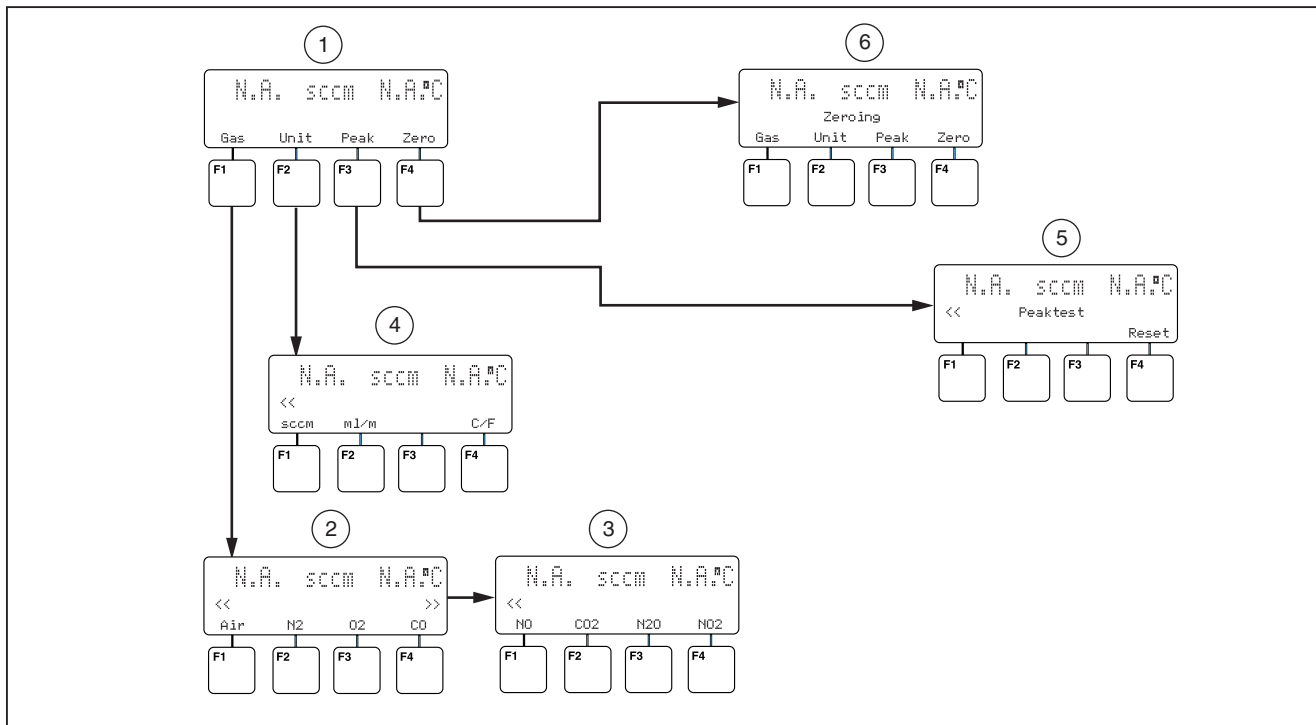 1
N.A. sccm N.A.°C
Gas Unit Peak Zero
F1 F2 F3 F4
6
N.A. sccm N.A.°C
Zeroing
Gas Unit Peak Zero
F1 F2 F3 F4
5
N.A. sccm N.A.°C
<< Peaktest
Reset
F1 F2 F3 F4
4
N.A. sccm N.A.°C
<<
sccm ml/m C/F
F1 F2 F3 F4
2
N.A. sccm N.A.°C
<< >>
Air N2 O2 CO
F1 F2 F3 F4
3
N.A. sccm N.A.°C
<<
NO CO2 N2O NO2
F1 F2 F3 F4